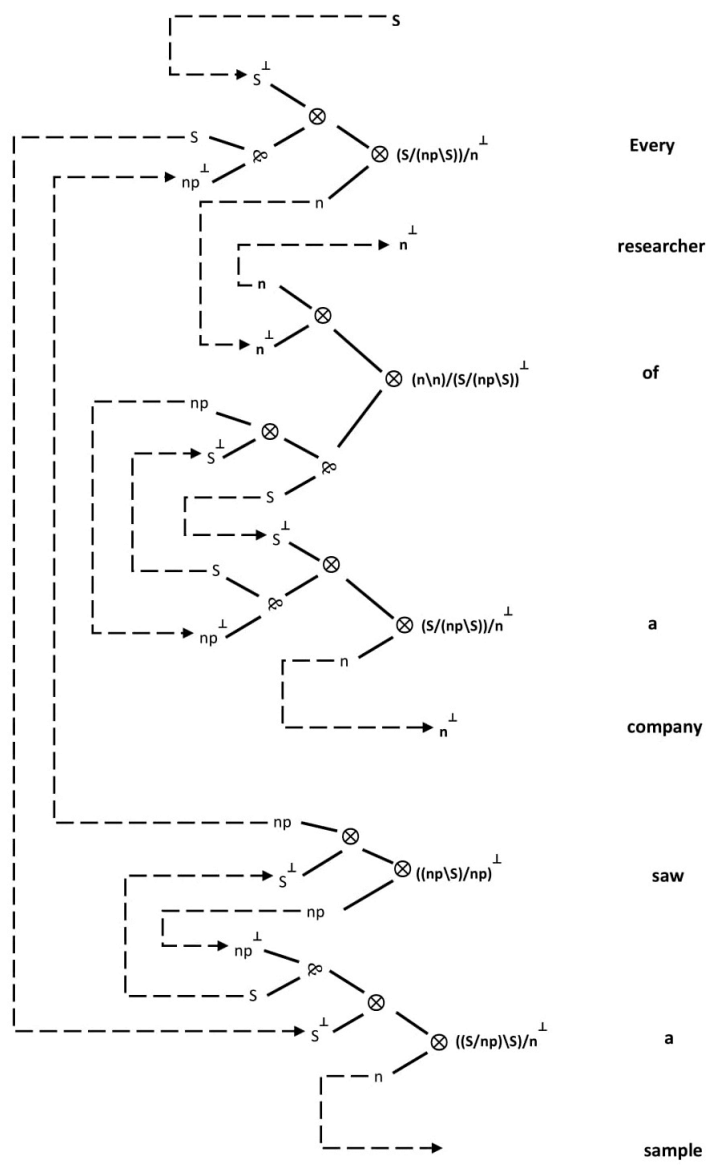 S
S⊥
⊗
S
⅋
⊗ (S/(np\S))/n⊥ Every
np⊥
n
n⊥ researcher
n
⊗
n⊥
⊗ (n\n)/(S/(np\S))⊥ of
np
⊗
S⊥
⅋
S
S⊥
⊗
S
⅋
⊗ (S/(np\S))/n⊥ a
np⊥
n
n⊥ company
np
⊗
⊗ ((np\S)/np)⊥ saw
S⊥
np
np⊥
⅋
S
⊗
S⊥
⊗ ((S/np)\S)/n⊥ a
n
sample